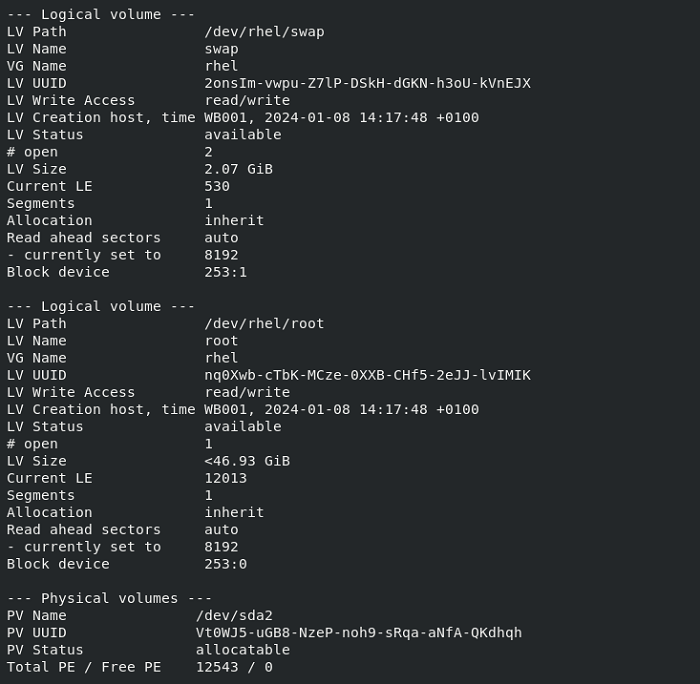 --- Logical volume ---
LV Path                /dev/rhel/swap
LV Name                swap
VG Name                rhel
LV UUID                2onsIm-vwpu-Z7lP-DSkH-dGKN-h3oU-kVnEJX
LV Write Access        read/write
LV Creation host, time WB001, 2024-01-08 14:17:48 +0100
LV Status              available
# open                 2
LV Size                2.07 GiB
Current LE             530
Segments               1
Allocation             inherit
Read ahead sectors     auto
- currently set to     8192
Block device           253:1

--- Logical volume ---
LV Path                /dev/rhel/root
LV Name                root
VG Name                rhel
LV UUID                nq0Xwb-cTbK-MCze-0XXB-CHf5-2eJJ-lvIMIK
LV Write Access        read/write
LV Creation host, time WB001, 2024-01-08 14:17:48 +0100
LV Status              available
# open                 1
LV Size                <46.93 GiB
Current LE             12013
Segments               1
Allocation             inherit
Read ahead sectors     auto
- currently set to     8192
Block device           253:0

--- Physical volumes ---
PV Name               /dev/sda2
PV UUID               Vt0WJ5-uGB8-NzeP-noh9-sRqa-aNfA-QKdhqh
PV Status             allocatable
Total PE / Free PE    12543 / 0